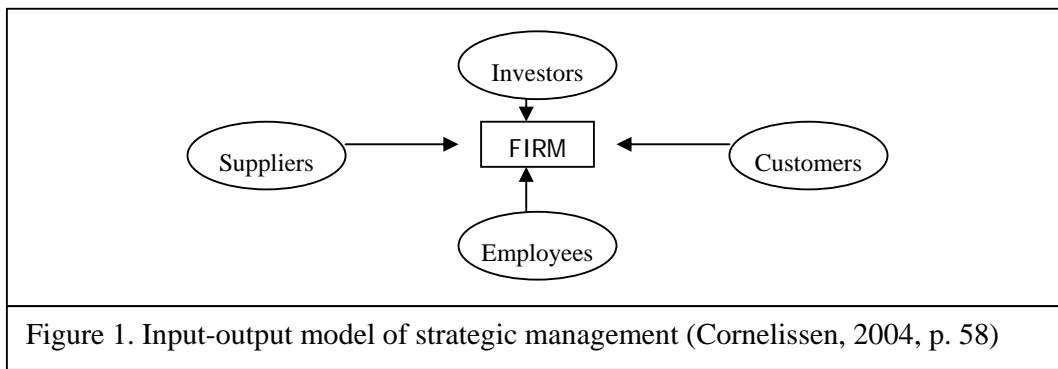 Investors
Suppliers
FIRM
Customers
Employees
Figure 1. Input-output model of strategic management (Cornelissen, 2004, p. 58)